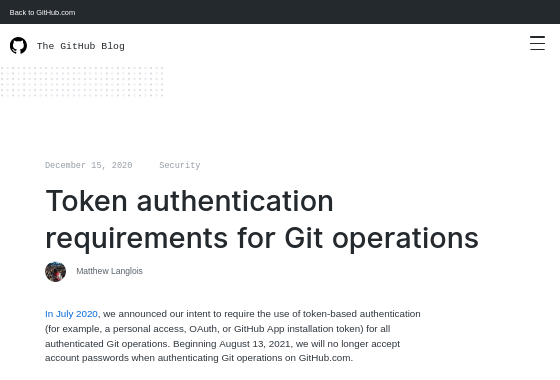 Back to GitHub.com
The GitHub Blog
December 15, 2020 Security
Token authentication
requirements for Git operations
Matthew Langlois
In July 2020, we announced our intent to require the use of token-based authentication
(for example, a personal access, OAuth, or GitHub App installation token) for all
authenticated Git operations. Beginning August 13, 2021, we will no longer accept
account passwords when authenticating Git operations on GitHub.com.